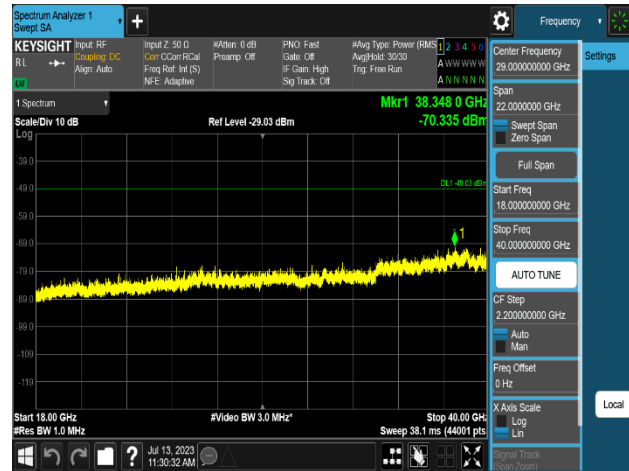 Spectrum Analyzer 1
Swept SA
Frequency
KEYSIGHT
RL
Input: RF
Coupling: DC
Align: Auto
Input Z: 50 Ω
Corr CCorr RCal
Freq Ref: Int (S)
NFE: Adaptive
#Atten: 0 dB
Preamp: Off
PNO: Fast
Gate: Off
IF Gain: High
Sig Track: Off
#Avg Type: Power (RMS
Avg|Hold: 30/30
Trig: Free Run
1 2 3 4 5 6
A W W W W W
A N N N N N
1 Spectrum
Scale/Div 10 dB
Log
Ref Level -29.03 dBm
Mkr1 38.348 0 GHz
-70.335 dBm
-39.0
-49.0
-59.0
-69.0
-79.0
-89.0
-99.0
-109
-119
DL1 -49.03 dBm
1
Start 18.00 GHz
#Res BW 1.0 MHz
#Video BW 3.0 MHz*
Stop 40.00 GHz
Sweep 38.1 ms (44001 pts
Jul 13, 2023
11:30:32 AM
Center Frequency
29.000000000 GHz
Span
22.0000000 GHz
Swept Span
Zero Span
Full Span
Start Freq
18.000000000 GHz
Stop Freq
40.000000000 GHz
AUTO TUNE
CF Step
2.200000000 GHz
Auto
Man
Freq Offset
0 Hz
X Axis Scale
Log
Lin
Signal Track
(Span Zoom)
Settings
Local